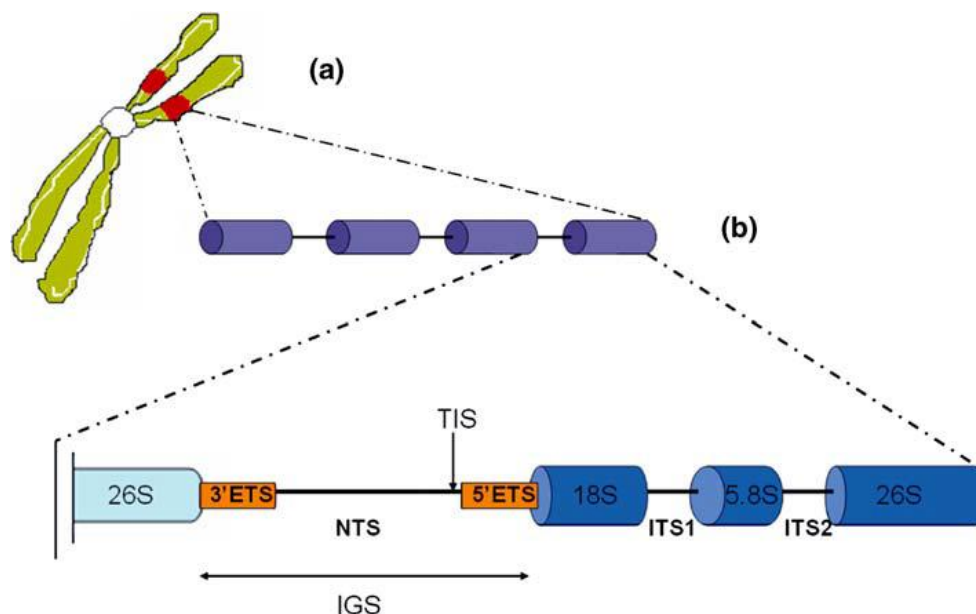 (a)
(b)
TIS
26S
3'ETS
5'ETS
18S
5.8S
26S
NTS
ITS1
ITS2
IGS